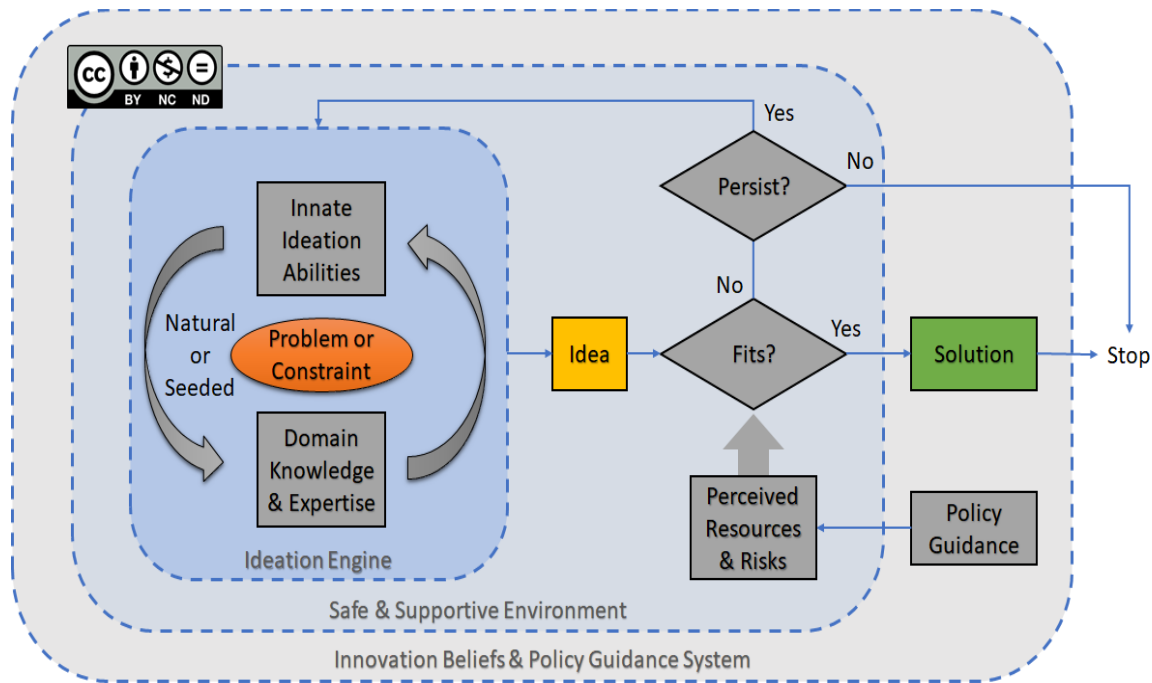 CC
BY NC ND
Yes
No
Persist?
Innate
Ideation
Abilities
No
Natural
or
Seeded
Problem or
Constraint
Idea
Fits?
Yes
Solution
Stop
Domain
Knowledge
& Expertise
Perceived
Resources
& Risks
Policy
Guidance
Ideation Engine
Safe & Supportive Environment
Innovation Beliefs & Policy Guidance System